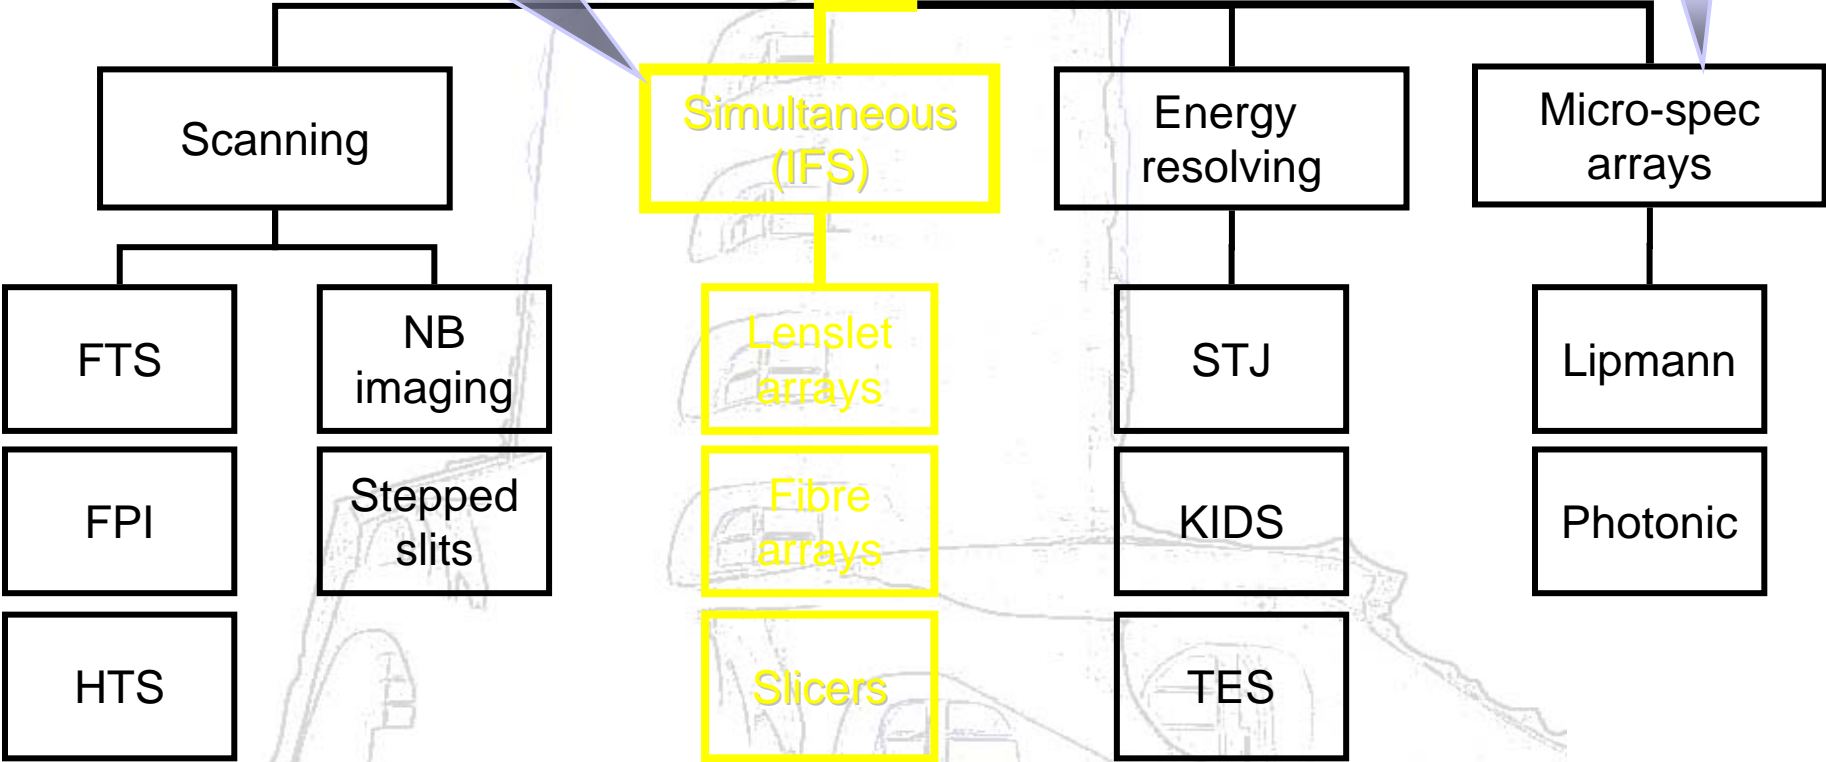 Scanning
Simultaneous
(IFS)
Energy
resolving
Micro-spec
arrays
FTS
NB
imaging
Lenslet
arrays
STJ
Lipmann
FPI
Stepped
slits
Fibre
arrays
KIDS
Photonic
HTS
Slicers
TES